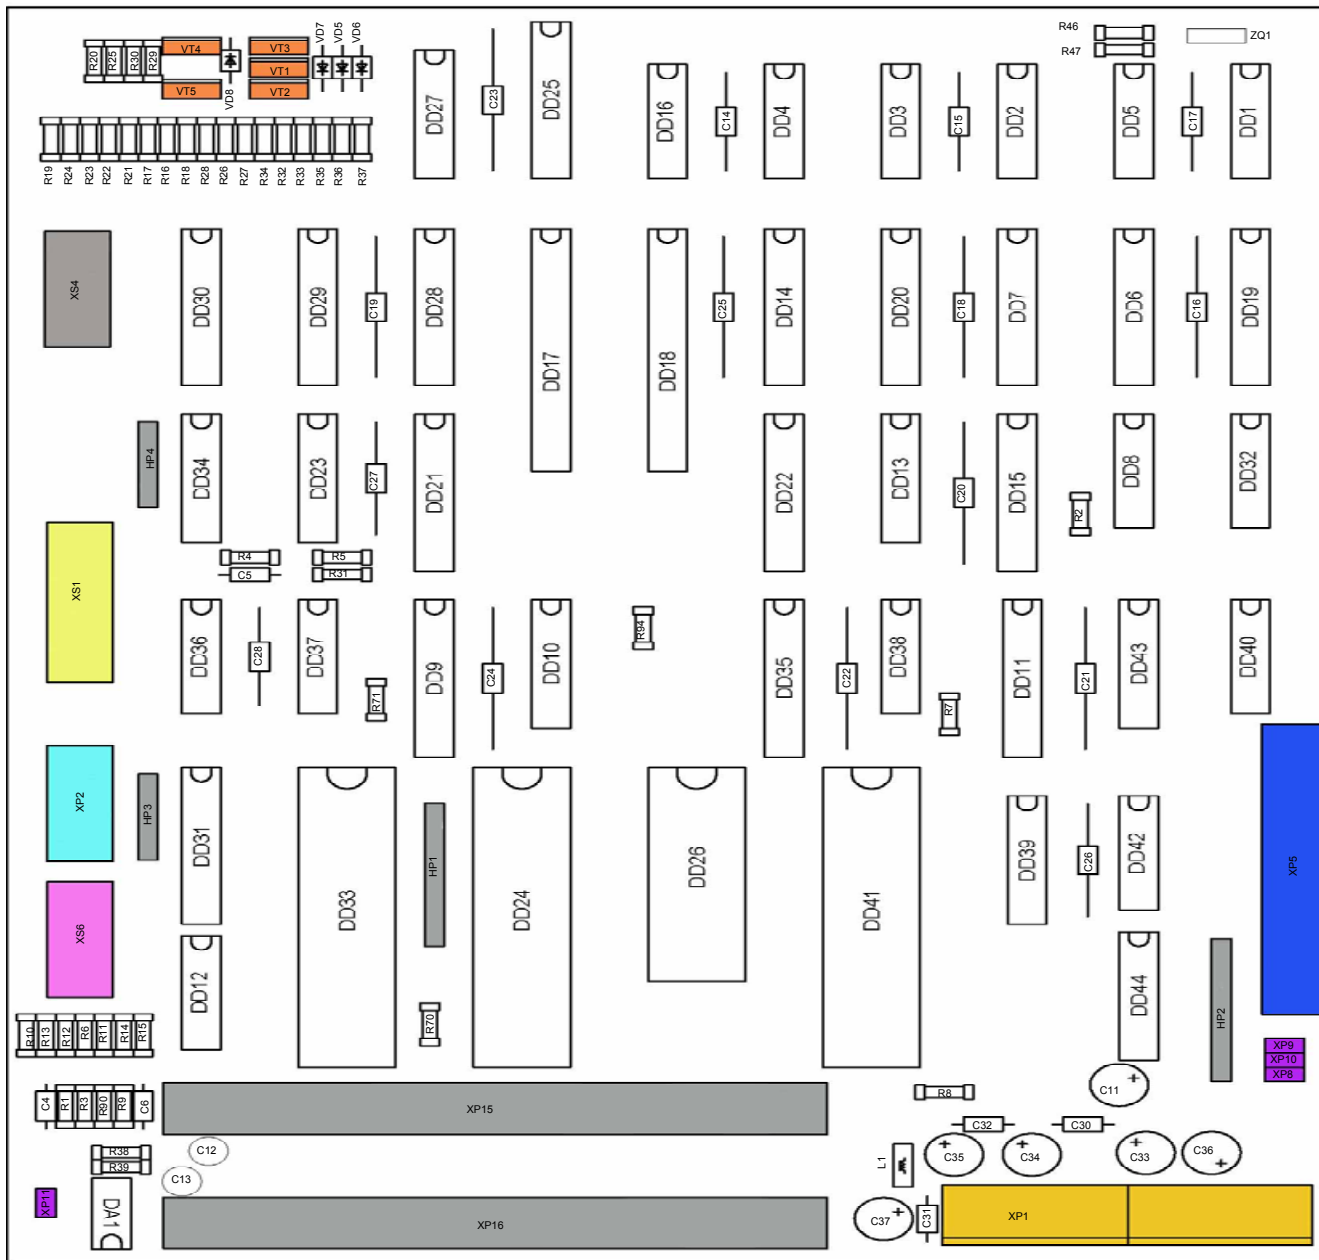 R46
R47
ZQ1
VD7
VD5
VD6
R20
R25
R30
R29
VT4
VT5
VD8
VT3
VT1
VT2
DD27
C23
DD25
DD16
C14
DD4
DD3
C15
DD2
DD5
C17
DD1
R19
R24
R23
R22
R21
R17
R16
R18
R28
R26
R27
R34
R32
R33
R35
R36
R37
XS4
DD30
DD29
C19
DD28
DD17
DD18
C25
DD14
DD20
C18
DD7
DD6
C16
DD19
HP4
DD34
DD23
C27
DD21
DD22
DD13
C20
DD15
R2
DD8
DD32
R4
C5
R5
R31
XS1
DD36
C28
DD37
R71
DD9
C24
DD10
R94
DD35
C22
DD38
R7
DD11
C21
DD43
DD40
XP2
HP3
DD31
DD33
HP1
DD24
DD26
DD41
DD39
C26
DD42
XP5
XS6
DD12
R70
DD44
HP2
R10
R13
R12
R6
R11
R14
R15
XP9
XP10
XP8
C4
R1
R3
R90
R9
C6
XP15
R8
C11
+
R38
R39
C12
C13
C32
C30
C35
+
C34
+
C33
+
C36
+
L1
XP11
DA1
XP16
C37
+
C31
XP1